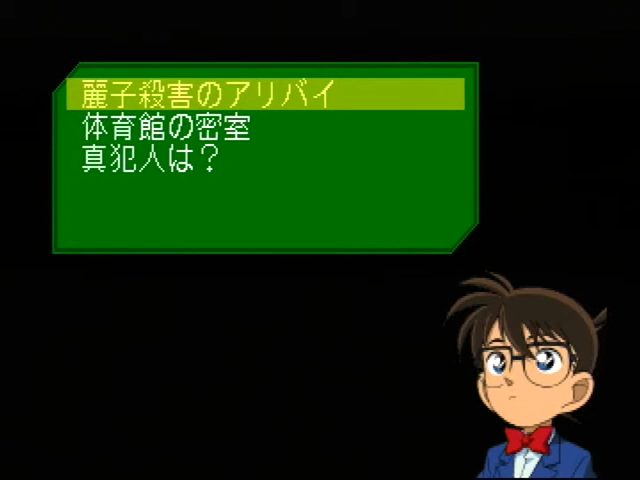 麗子殺害のアリバイ
体育館の密室
真犯人は？